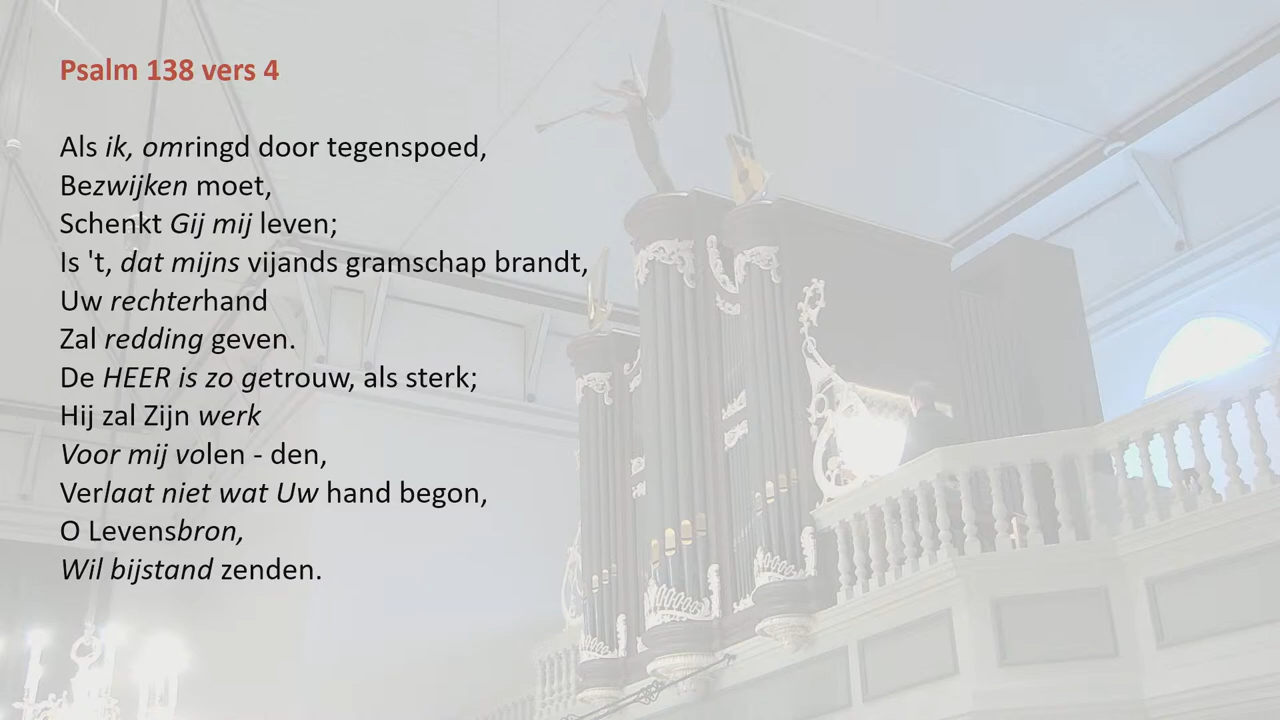 Psalm 138 vers 4
Als ik, omringd door tegenspoed,
Bezwijken moet,
Schenkt Gij mij leven;
Is 't, dat mijns vijands gramschap brandt,
Uw rechterhand
Zal redding geven.
De HEER is zo getrouw, als sterk;
Hij zal Zijn werk
Voor mij volen - den,
Verlaat niet wat Uw hand begon,
O Levensbron,
Wil bijstand zenden.